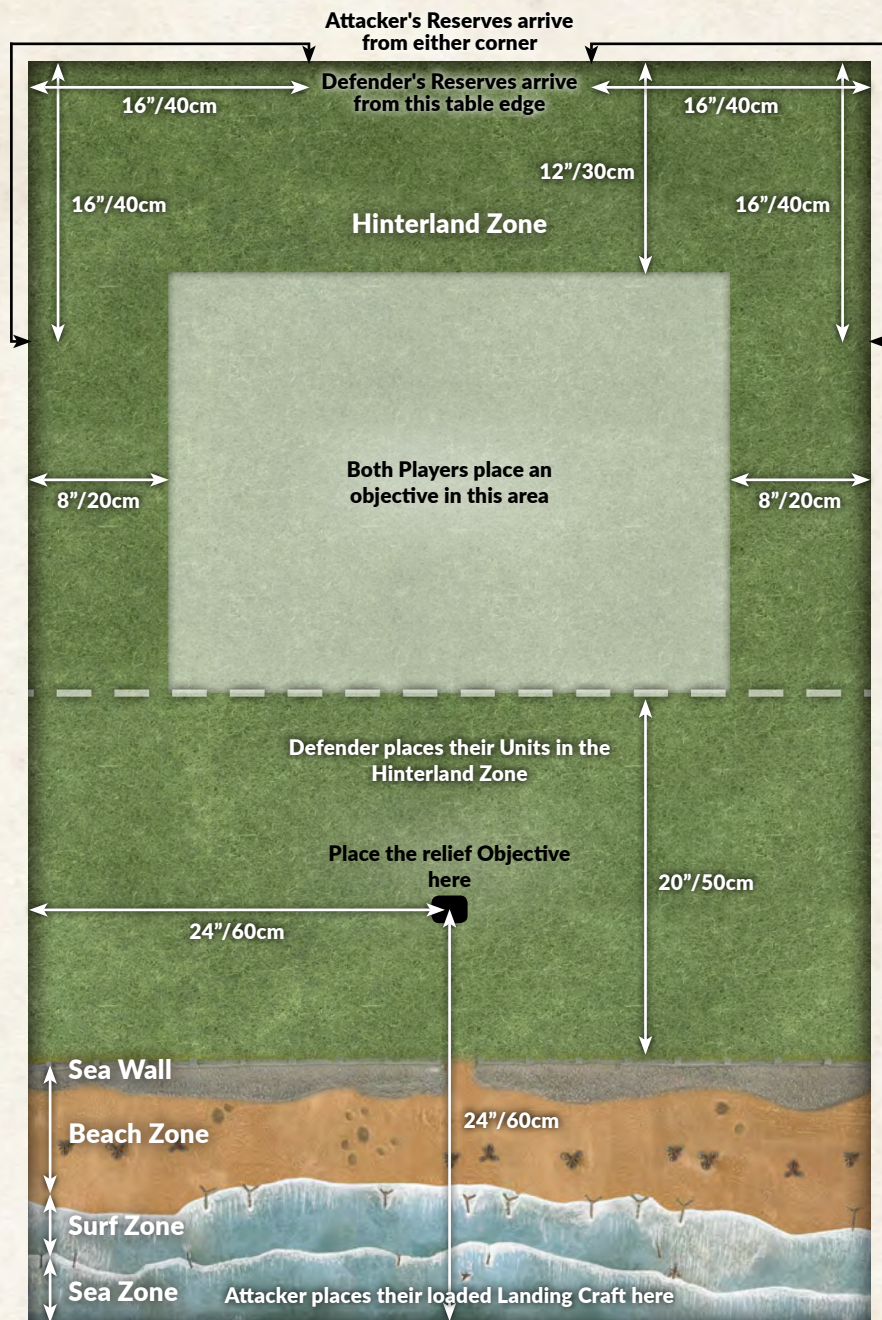 Attacker's Reserves arrive
from either corner
Defender's Reserves arrive
from this table edge
16”/40cm
16”/40cm
12”/30cm
16”/40cm
16”/40cm
Hinterland Zone
Both Players place an
objective in this area
8”/20cm
8”/20cm
Defender places their Units in the
Hinterland Zone
Place the relief Objective
here
20”/50cm
24”/60cm
Sea Wall
24”/60cm
Beach Zone
Surf Zone
Sea Zone
Attacker places their loaded Landing Craft here